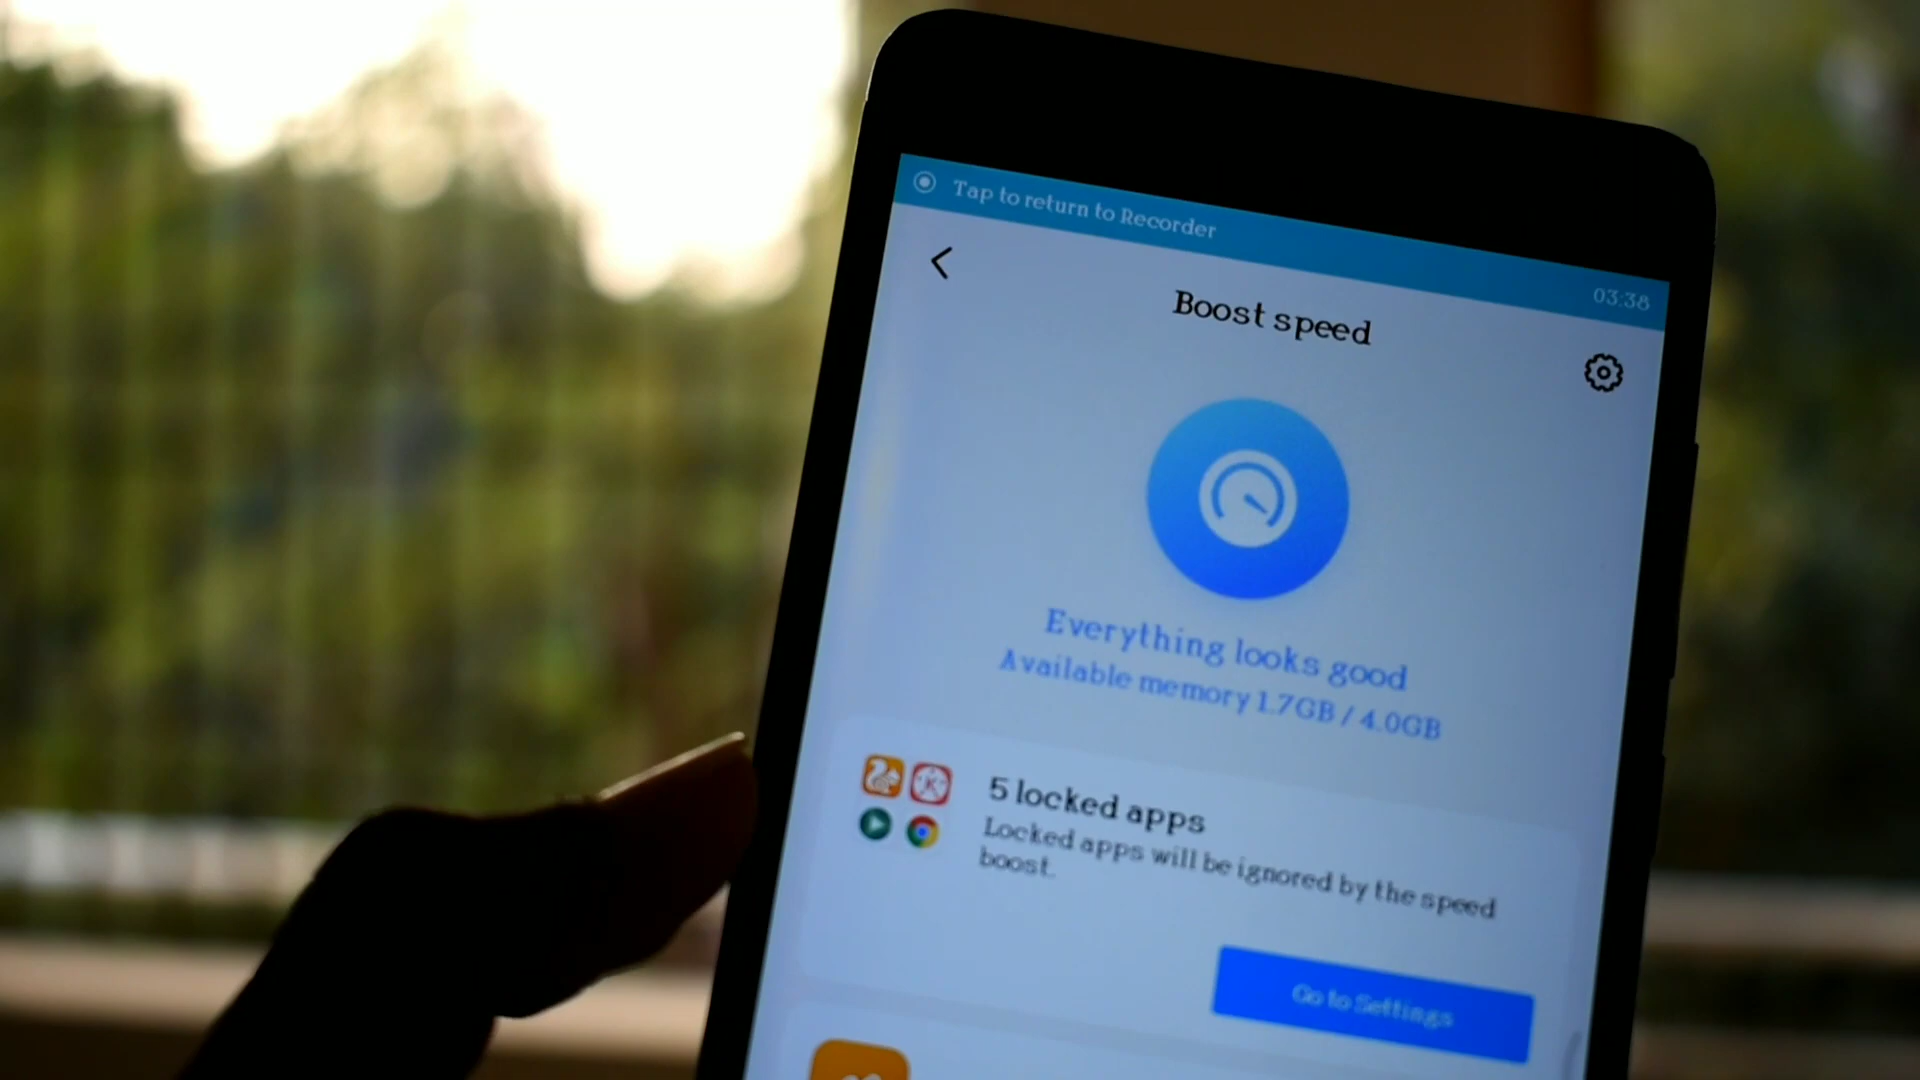 Tap to return to Recorder
03:38
Boost speed
Everything looks good
Available memory 1.7GB / 4.0GB
5 locked apps
Locked apps will be ignored by the speed
boost.
Go to Settings